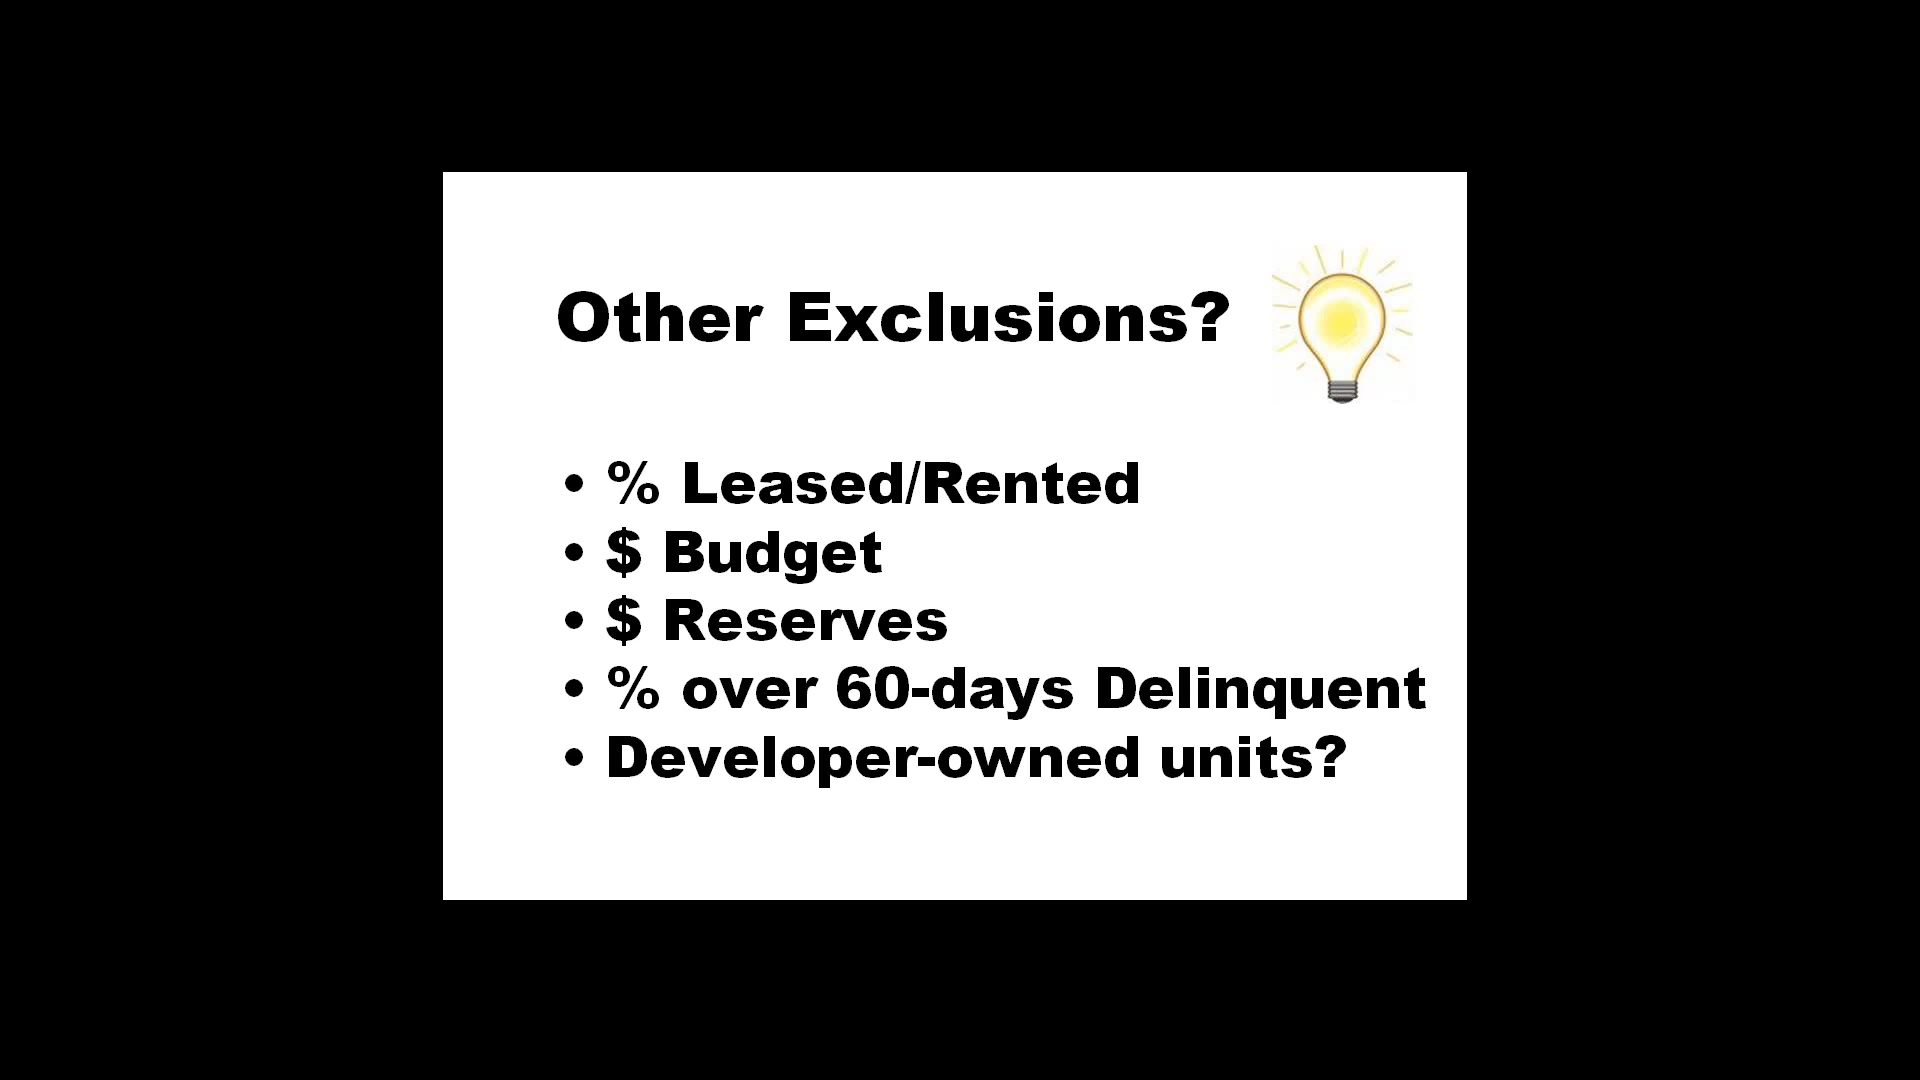 Other Exclusions?
• % Leased/Rented
• $ Budget
• $ Reserves
• % over 60-days Delinquent
• Developer-owned units?